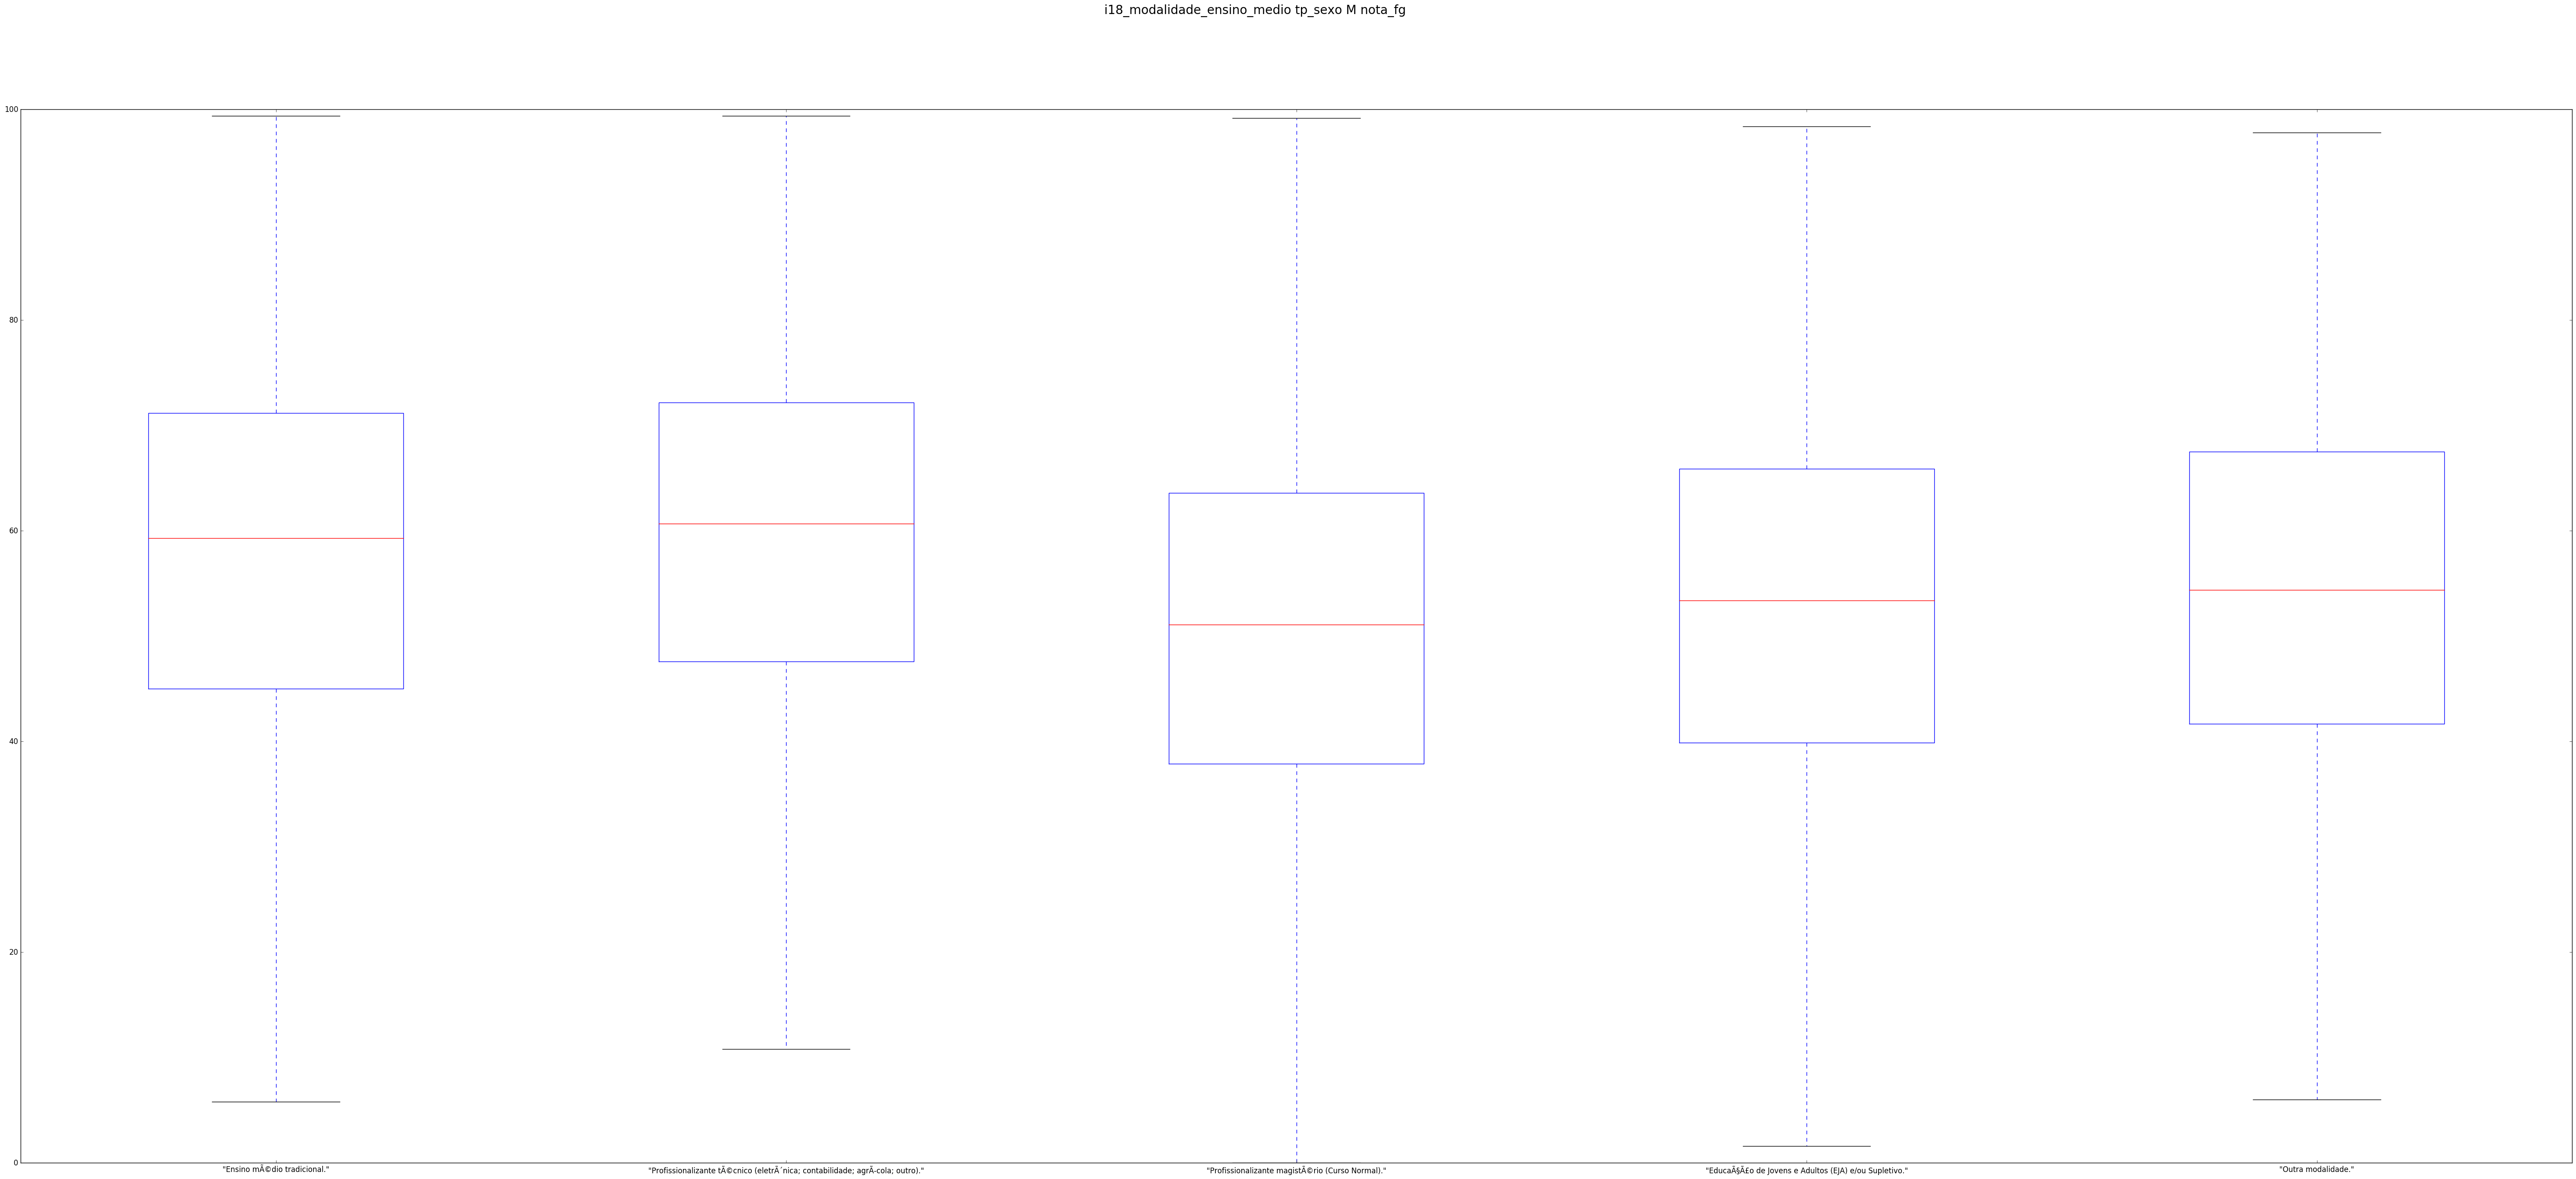 i18_modalidade_ensino_medio tp_sexo M nota_fg
100
80
60
40
20
0
"Ensino mÃ©dio tradicional."
"Profissionalizante tÃ©cnico (eletrÃ´nica; contabilidade; agrÃ-cola; outro)."
"Profissionalizante magistÃ©rio (Curso Normal)."
"EducaÃ§Ã£o de Jovens e Adultos (EJA) e/ou Supletivo."
"Outra modalidade."